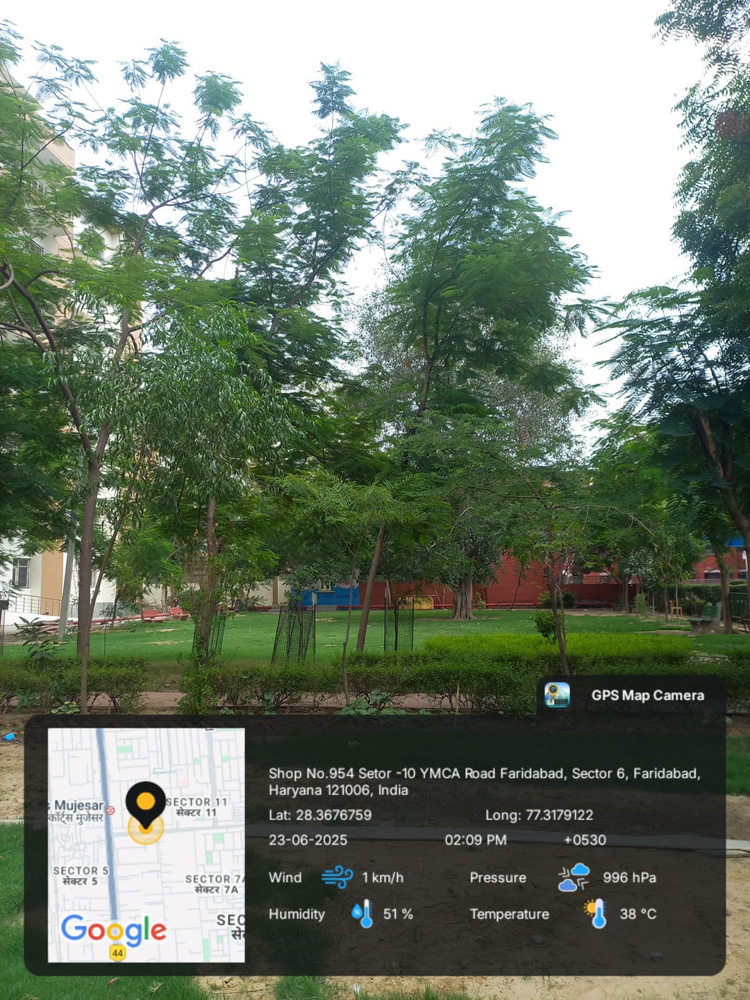 GPS Map Camera
Shop No.954 Setor -10 YMCA Road Faridabad, Sector 6, Faridabad,
Haryana 121006, India
Lat: 28.3676759 Long: 77.3179122
23-06-2025 02:09 PM +0530
Wind 1 km/h Pressure 996 hPa
Humidity 51 % Temperature 38 °C
s Mujesar
कॉर्ट्स मुजेसर
SECTOR 11
सेक्टर 11
SECTOR 5
सेक्टर 5
SECTOR 7A
सेक्टर 7A
SEC
से
Google
44